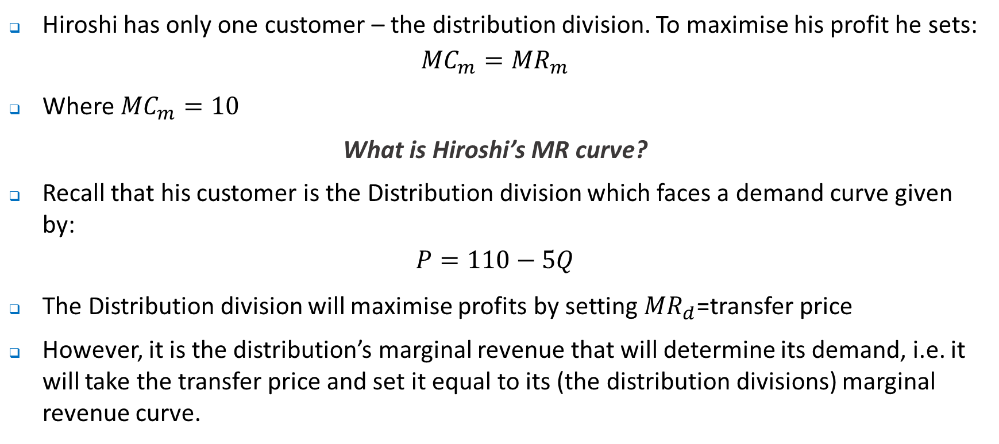 ❑ Hiroshi has only one customer – the distribution division. To maximise his profit he sets:
MCₘ = MRₘ
❑ Where MCₘ = 10
What is Hiroshi’s MR curve?
❑ Recall that his customer is the Distribution division which faces a demand curve given
by:
P = 110 − 5Q
❑ The Distribution division will maximise profits by setting MR_d=transfer price
❑ However, it is the distribution’s marginal revenue that will determine its demand, i.e. it
will take the transfer price and set it equal to its (the distribution divisions) marginal
revenue curve.